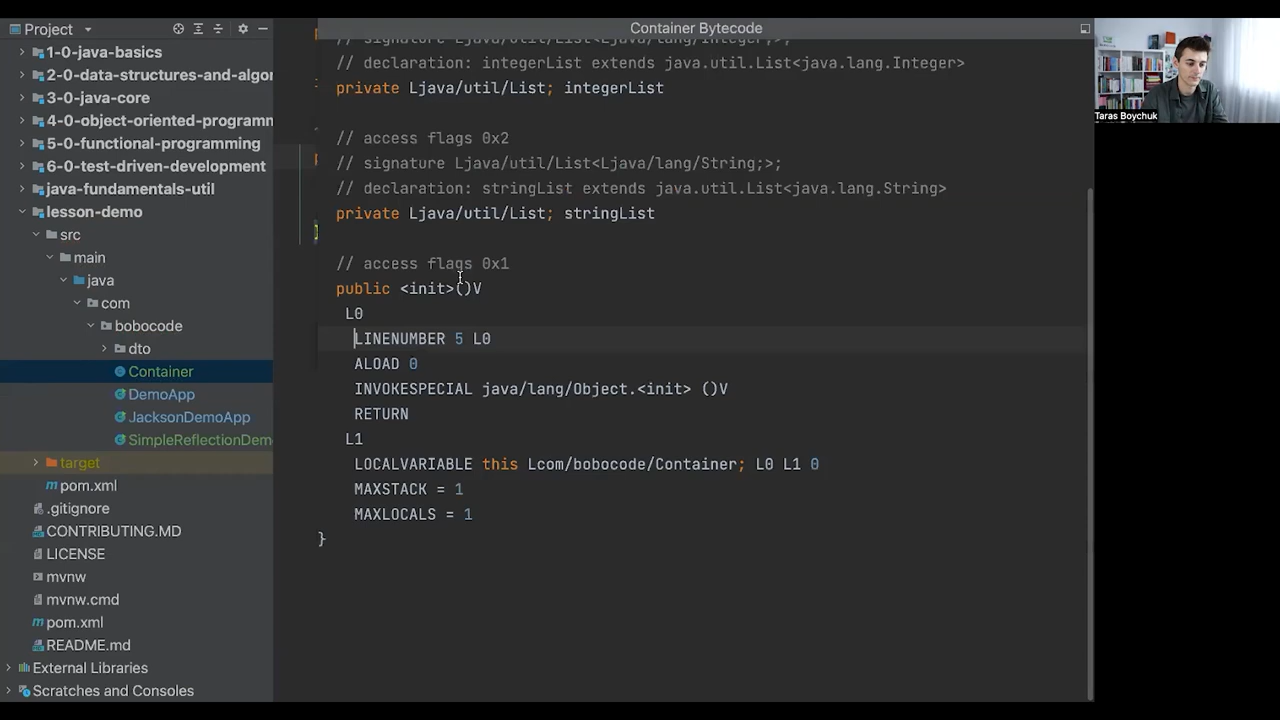 Project
1-0-java-basics
2-0-data-structures-and-algor
3-0-java-core
4-0-object-oriented-programm
5-0-functional-programming
6-0-test-driven-development
java-fundamentals-util
lesson-demo
src
main
java
com
bobocode
dto
Container
DemoApp
JacksonDemoApp
SimpleReflectionDem
target
pom.xml
.gitignore
CONTRIBUTING.MD
LICENSE
mvnw
mvnw.cmd
pom.xml
README.md
External Libraries
Scratches and Consoles
Container Bytecode
// signature Ljava/util/List<Ljava/lang/Integer;>;
// declaration: integerList extends java.util.List<java.lang.Integer>
private Ljava/util/List; integerList
// access flags 0x2
// signature Ljava/util/List<Ljava/lang/String;>;
// declaration: stringList extends java.util.List<java.lang.String>
private Ljava/util/List; stringList
// access flags 0x1
public <init>()V
L0
LINENUMBER 5 L0
ALOAD 0
INVOKESPECIAL java/lang/Object.<init> ()V
RETURN
L1
LOCALVARIABLE this Lcom/bobocode/Container; L0 L1 0
MAXSTACK = 1
MAXLOCALS = 1
}
Taras Boychuk